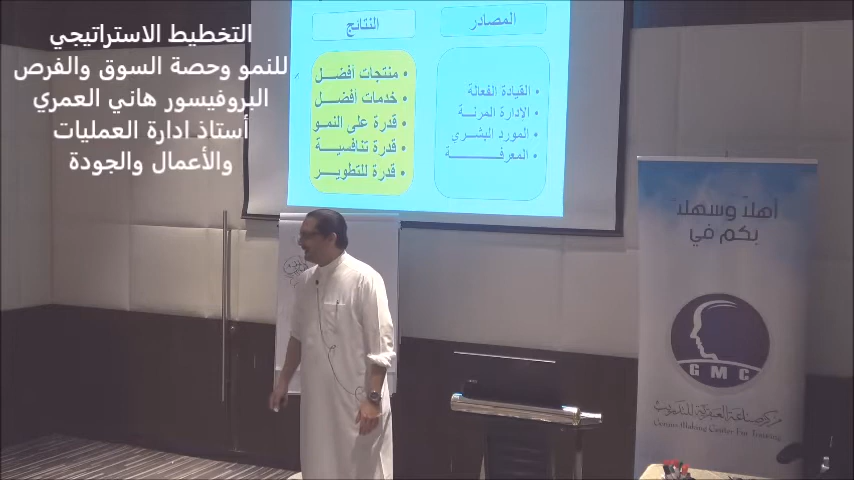 التخطيط الاستراتيجي
للنمو وحصة السوق والفرص
البروفيسور هاني العمري
أستاذ ادارة العمليات
والأعمال والجودة
المصادر
• القيادة الفعالة
• الادارة المرنة
• المورد البشري
• المعرفة
النتائج
• منتجات أفضل
• خدمات أفضل
• قدرة على النمو
• قدرة تنافسية
• قدرة للتطوير
أهلاً وسهلاً
بكم في
GMC
مركز صناعة العبقرية للتدريب
Genius Making Center For Training